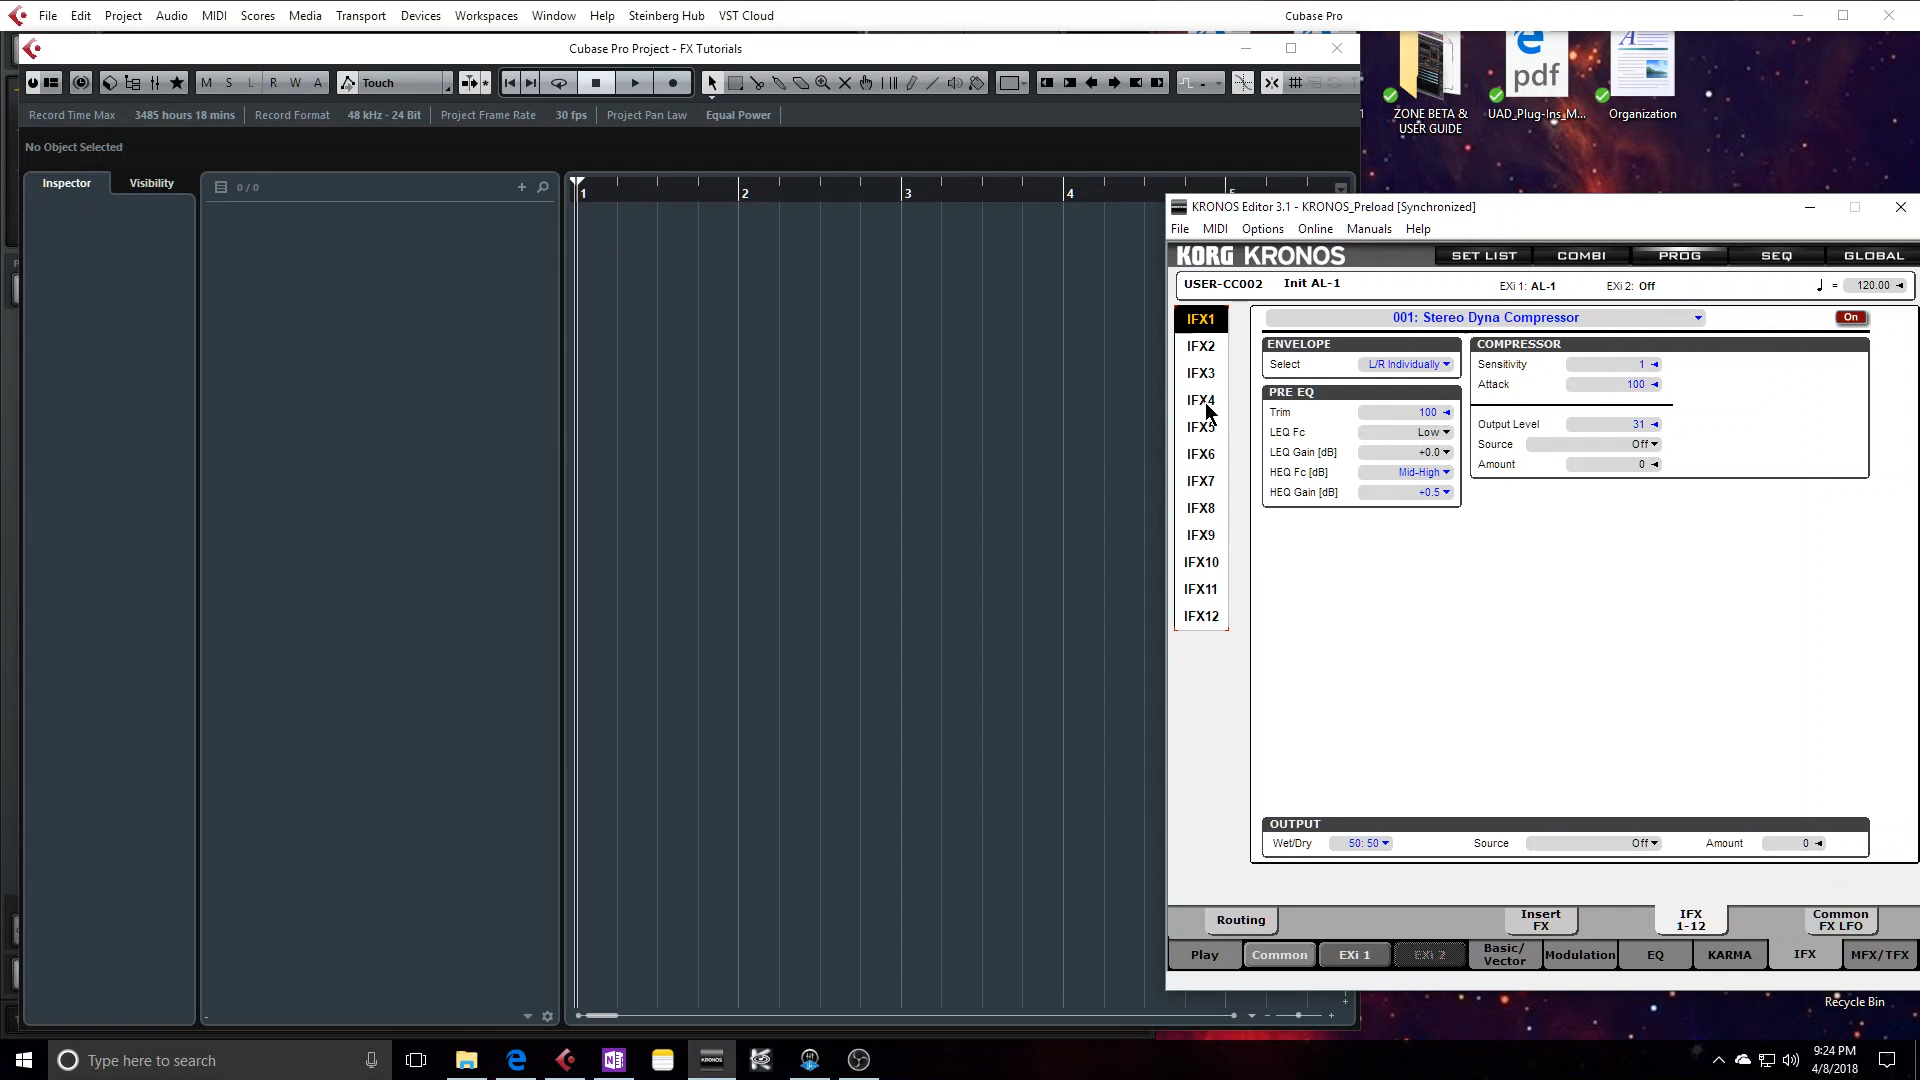 File Edit Project Audio MIDI Scores Media Transport Devices Workspaces Window Help Steinberg Hub VST Cloud Cubase Pro
Cubase Pro Project - FX Tutorials
M S L R W A Touch
Record Time Max 3485 hours 18 mins Record Format 48 kHz - 24 Bit Project Frame Rate 30 fps Project Pan Law Equal Power
No Object Selected
Inspector Visibility
0 / 0
1 2 3 4 5
ZONE BETA &
USER GUIDE
pdf
UAD_Plug-Ins_M...
Organization
KRONOS Editor 3.1 - KRONOS_Preload [Synchronized]
File MIDI Options Online Manuals Help
KORG KRONOS SET LIST COMBI PROG SEQ GLOBAL
USER-CC002 Init AL-1 EXi 1: AL-1 EXi 2: Off ♩ = 120.00
IFX1
IFX2
IFX3
IFX4
IFX5
IFX6
IFX7
IFX8
IFX9
IFX10
IFX11
IFX12
001: Stereo Dyna Compressor On
ENVELOPE
Select L/R Individually
PRE EQ
Trim 100
LEQ Fc Low
LEQ Gain [dB] +0.0
HEQ Fc [dB] Mid-High
HEQ Gain [dB] +0.5
COMPRESSOR
Sensitivity 1
Attack 100
Output Level 31
Source Off
Amount 0
OUTPUT
Wet/Dry 50: 50 Source Off Amount 0
Routing Insert FX IFX 1-12 Common FX LFO
Play Common EXi 1 EXi 2 Basic/ Vector Modulation EQ KARMA IFX MFX/TFX
Recycle Bin
Type here to search
KRONOS
9:24 PM
4/8/2018